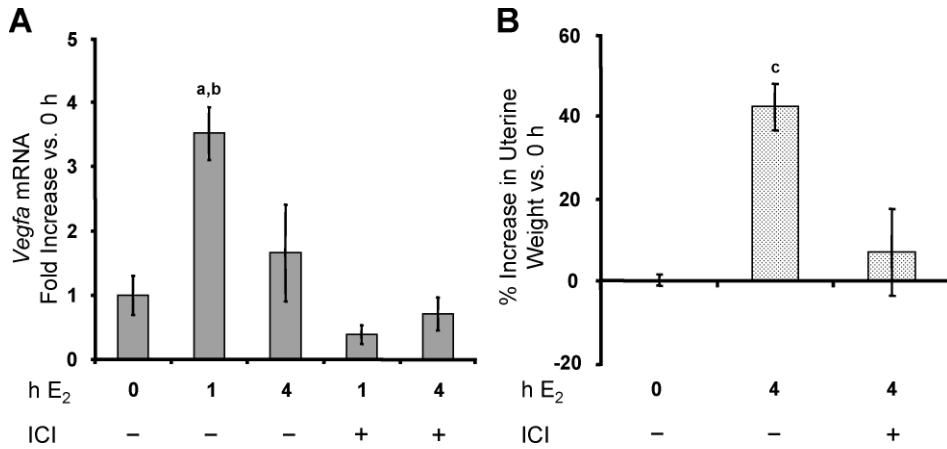 A
Vegfa mRNA
Fold Increase vs. 0 h
5
4
3
2
1
0
a,b
h E₂ 0 1 4 1 4
ICI – – – + +
B
% Increase in Uterine
Weight vs. 0 h
60
40
20
0
-20
c
h E₂ 0 4 4
ICI – – +